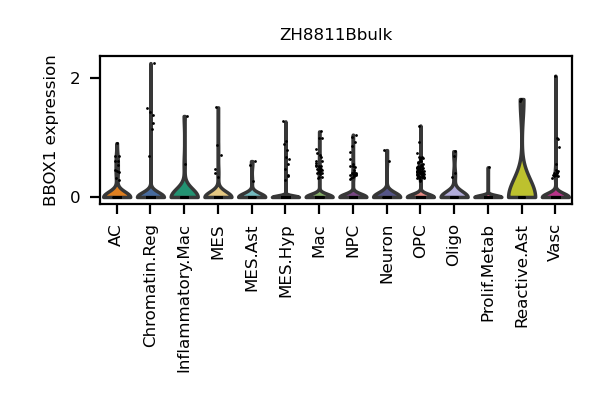 ZH8811Bbulk
BBOX1 expression
2
0
AC
Chromatin.Reg
Inflammatory.Mac
MES
MES.Ast
MES.Hyp
Mac
NPC
Neuron
OPC
Oligo
Prolif.Metab
Reactive.Ast
Vasc